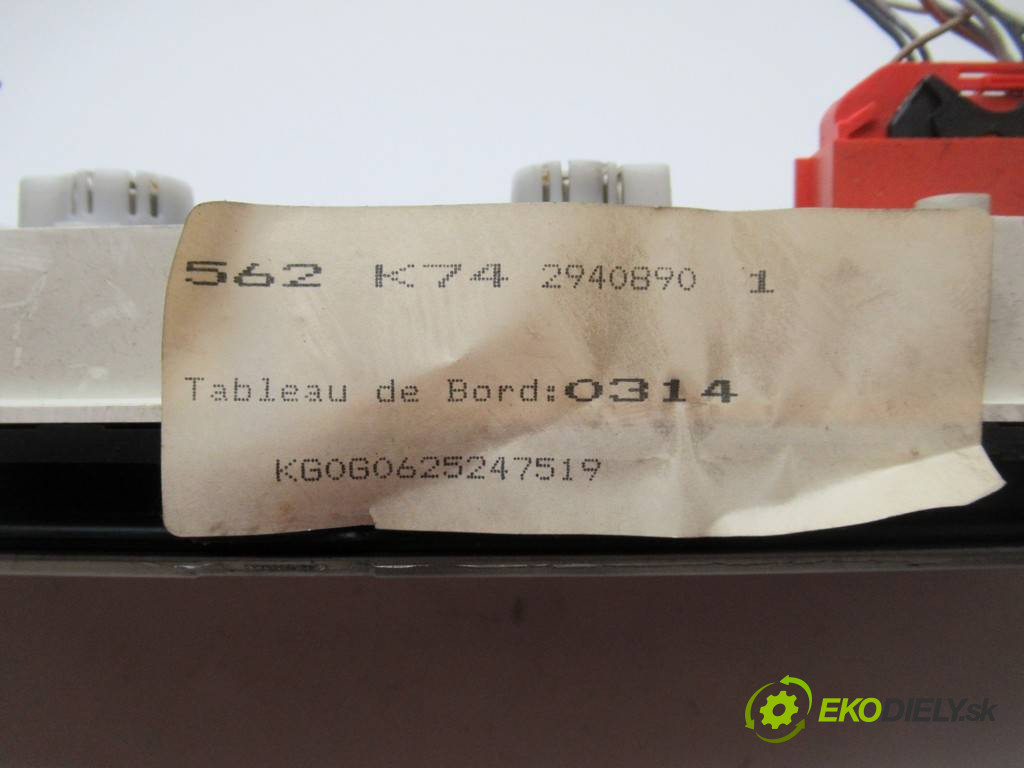 562 K74 2940890 1
Tableau de Bord:0314
KG0G0625247519
EKODIELY.sk